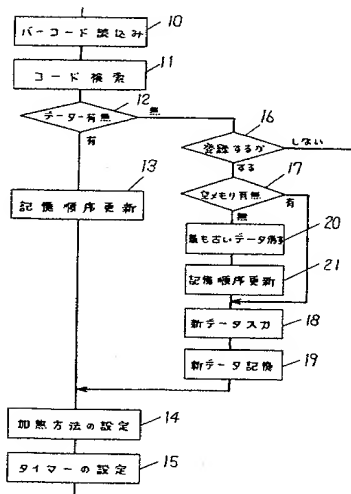 10
バーコード読込み
11
コード検索
12
データー有無
無
有
16
登録するか
しない
する
17
空メモリ有無
有
無
13
記憶順序更新
20
最も古いデータ消す
21
記憶順序更新
18
新データ入力
19
新データ記憶
14
加熱方法の設定
15
タイマーの設定